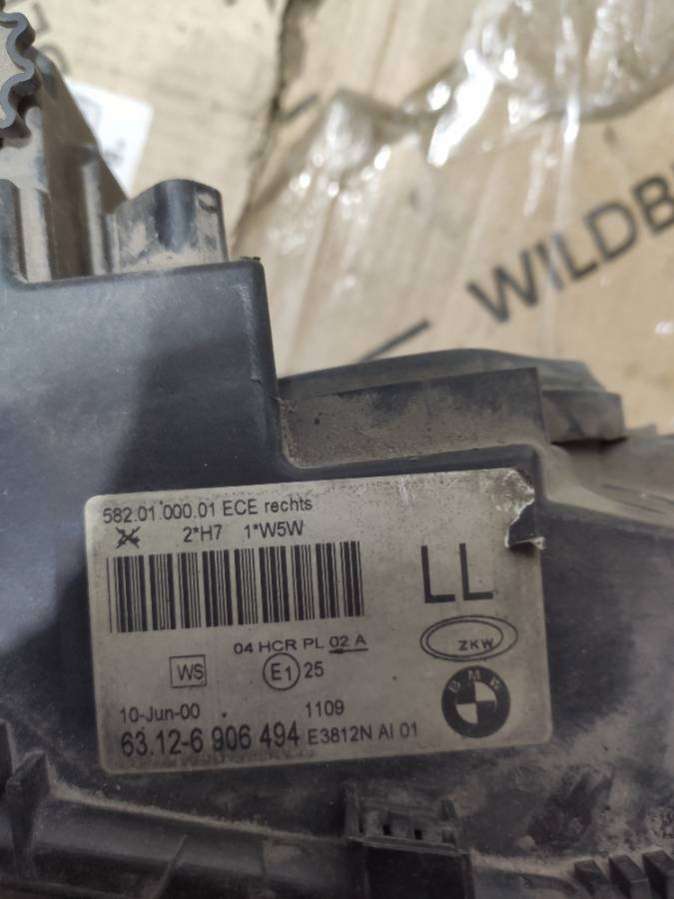 WILDB
582.01.000.01 ECE rechts
2*H7 1*W5W
LL
04 HCR PL 02 A
ZKW
WS
E1 25
BMW
10-Jun-00 1109
63.12-6 906 494 E3812N AI 01